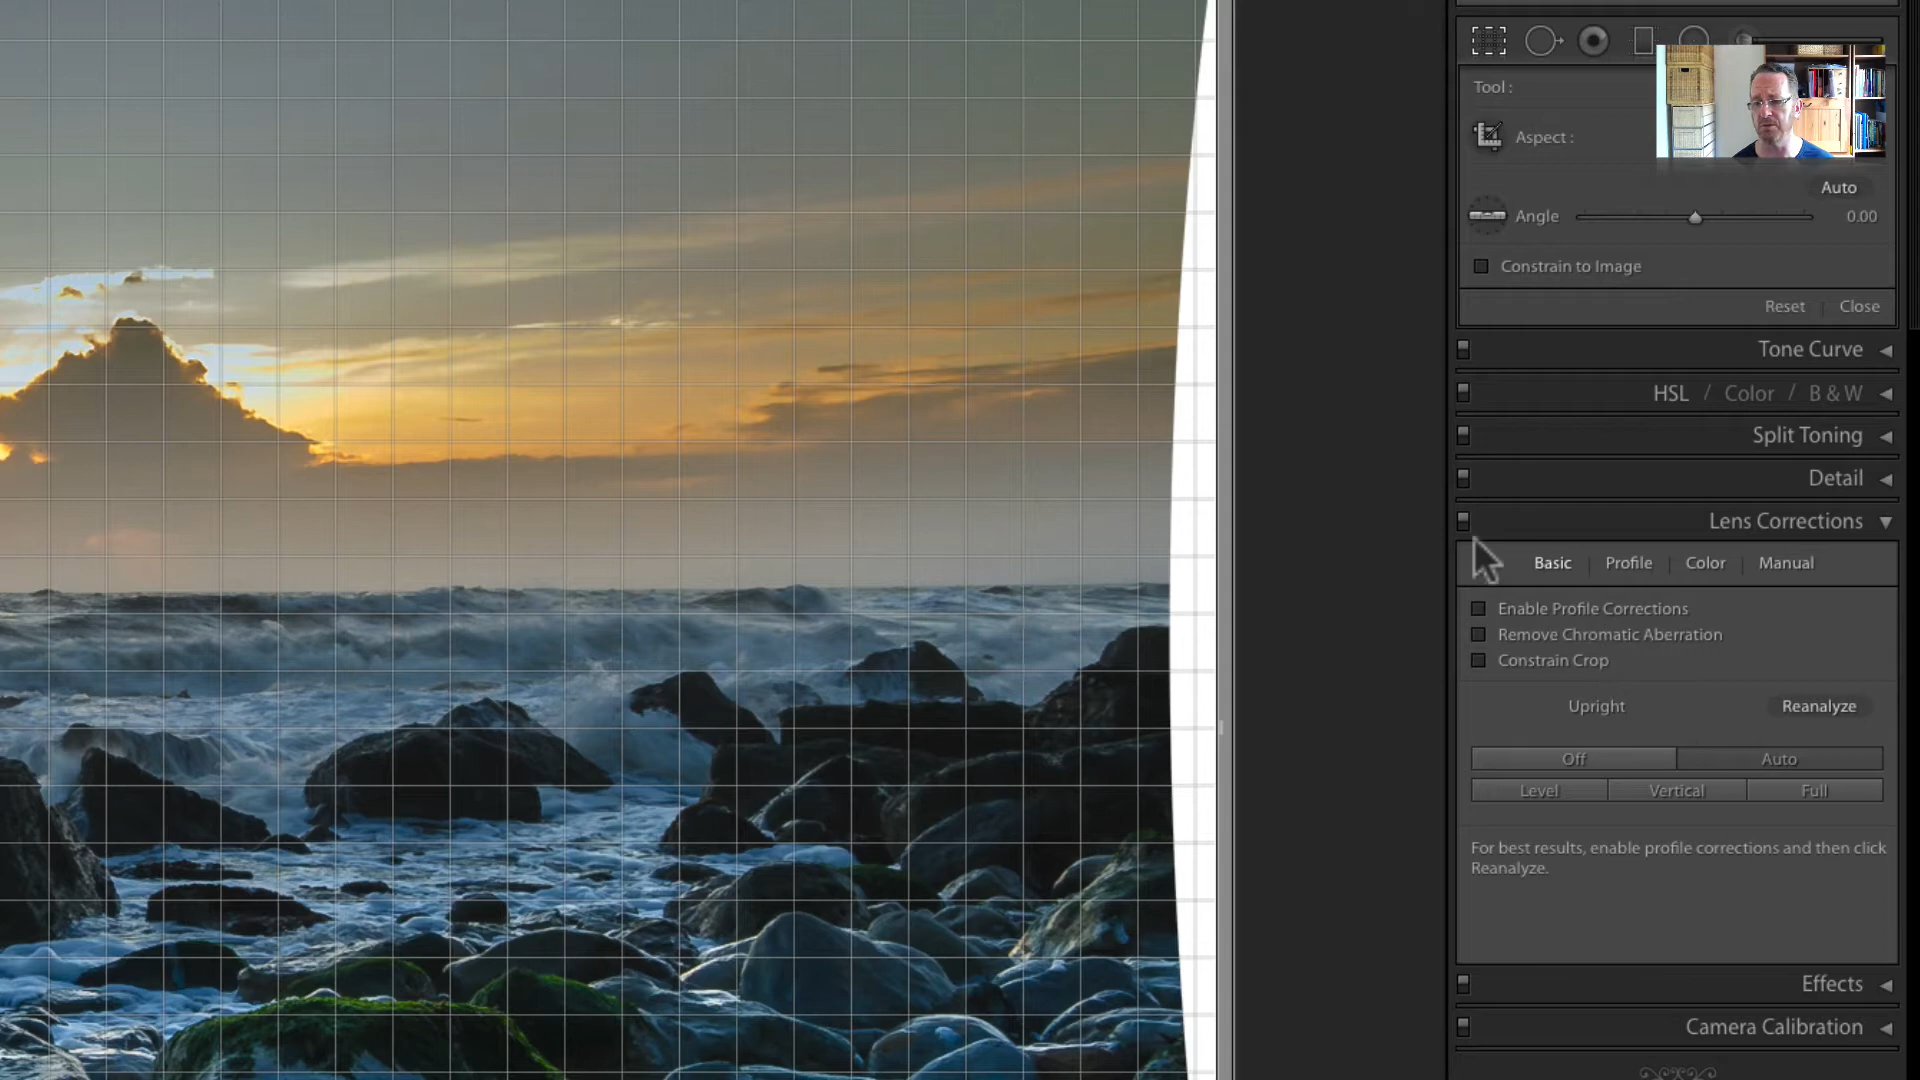 Tool :
Aspect :
Auto
Angle 0.00
Constrain to Image
Reset Close
Tone Curve
HSL / Color / B & W
Split Toning
Detail
Lens Corrections
Basic Profile Color Manual
Enable Profile Corrections
Remove Chromatic Aberration
Constrain Crop
Upright Reanalyze
Off Auto
Level Vertical Full
For best results, enable profile corrections and then click
Reanalyze.
Effects
Camera Calibration